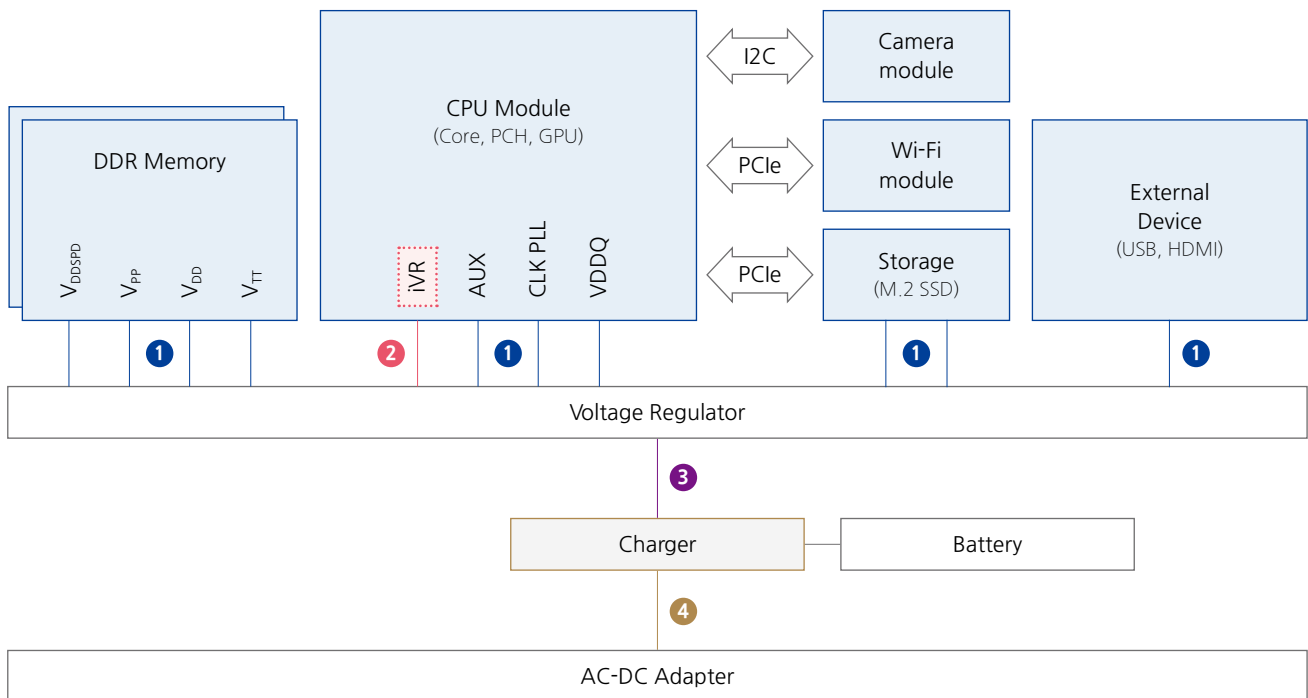 I2C
Camera
module
CPU Module
(Core, PCH, GPU)
DDR Memory
PCIe
Wi-Fi
module
External
Device
(USB, HDMI)
VDDSPD
VPP
VDD
VTT
iVR
AUX
CLK PLL
VDDQ
PCIe
Storage
(M.2 SSD)
1
2
1
1
1
Voltage Regulator
3
Charger
Battery
4
AC-DC Adapter